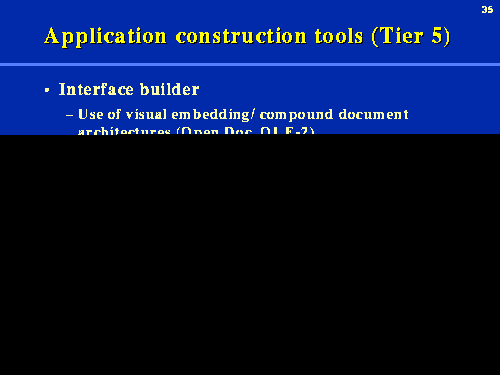 35
Application construction tools (Tier 5)
• Interface builder
– Use of visual embedding/ compound document
architectures (Open Doc, OLE-2)